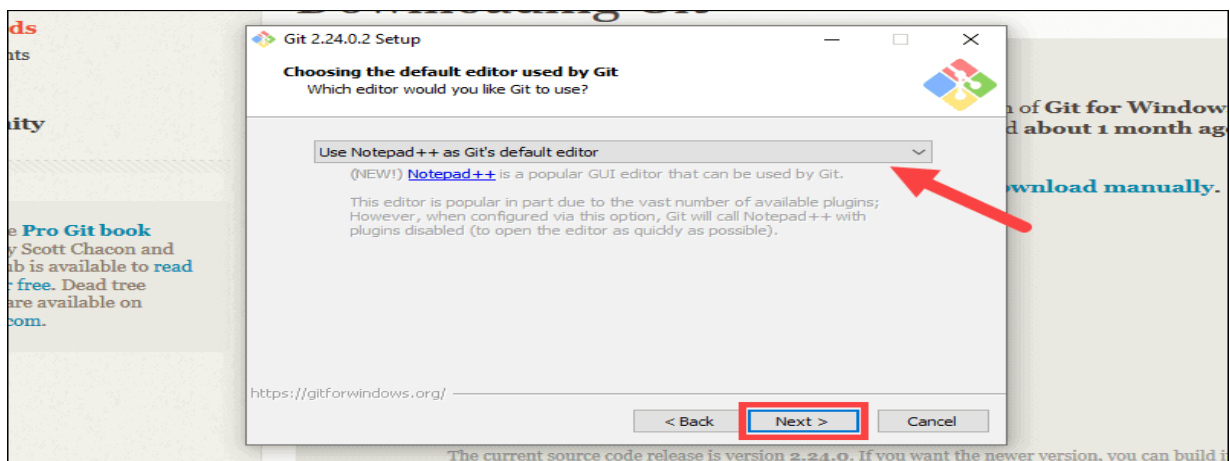 Downloading Git
ds
nts
ity
e Pro Git book
y Scott Chacon and
ub is available to read
r free. Dead tree
are available on
com.
Git 2.24.0.2 Setup
Choosing the default editor used by Git
Which editor would you like Git to use?
Use Notepad++ as Git's default editor
(NEW!) Notepad++ is a popular GUI editor that can be used by Git.
This editor is popular in part due to the vast number of available plugins;
However, when configured via this option, Git will call Notepad++ with
plugins disabled (to open the editor as quickly as possible).
https://gitforwindows.org/
< Back
Next >
Cancel
n of Git for Window
d about 1 month ag
ownload manually.
The current source code release is version 2.24.0. If you want the newer version, you can build i